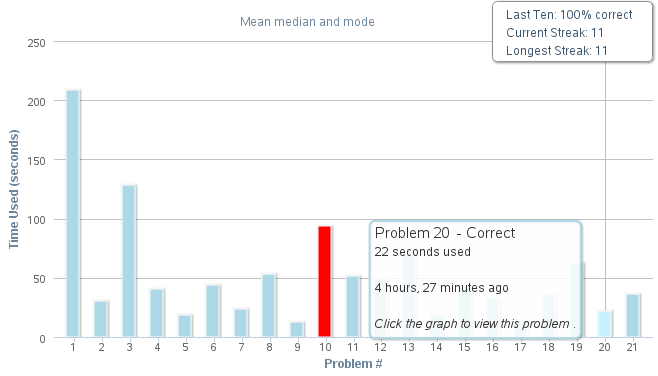 Mean median and mode
Last Ten: 100% correct
Current Streak: 11
Longest Streak: 11
Time Used (seconds)
250
200
150
100
50
0
Problem 20 - Correct
22 seconds used
4 hours, 27 minutes ago
Click the graph to view this problem .
1 2 3 4 5 6 7 8 9 10 11 12 13 14 15 16 17 18 19 20 21
Problem #